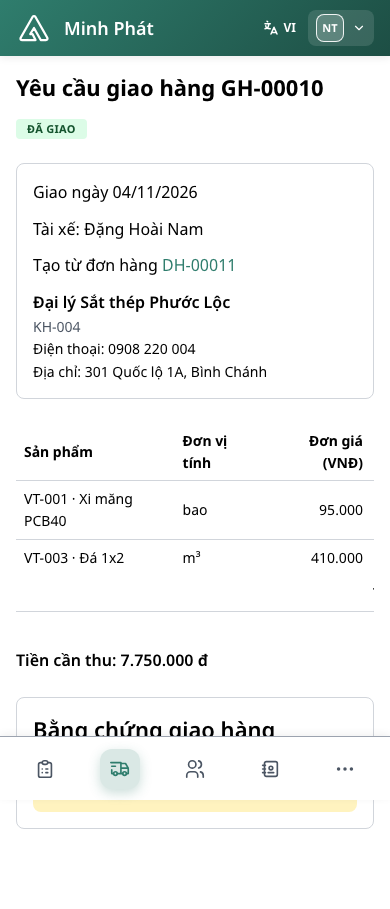 Minh Phát
VI
NT
Yêu cầu giao hàng GH-00010
ĐÃ GIAO
Giao ngày 04/11/2026
Tài xế: Đặng Hoài Nam
Tạo từ đơn hàng DH-00011
Đại lý Sắt thép Phước Lộc
KH-004
Điện thoại: 0908 220 004
Địa chỉ: 301 Quốc lộ 1A, Bình Chánh
Sản phẩm
Đơn vị
tính
Đơn giá
(VNĐ)
VT-001 · Xi măng
PCB40
bao
95.000
VT-003 · Đá 1x2
m³
410.000
Tiền cần thu: 7.750.000 đ
Bằng chứng giao hàng